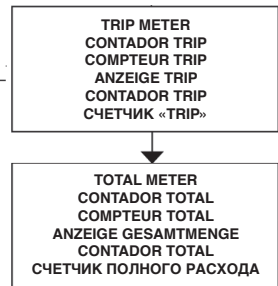 TRIP METER
CONTADOR TRIP
COMPTEUR TRIP
ANZEIGE TRIP
CONTADOR TRIP
СЧЕТЧИК «TRIP»
TOTAL METER
CONTADOR TOTAL
COMPTEUR TOTAL
ANZEIGE GESAMTMENGE
CONTADOR TOTAL
СЧЕТЧИК ПОЛНОГО РАСХОДА